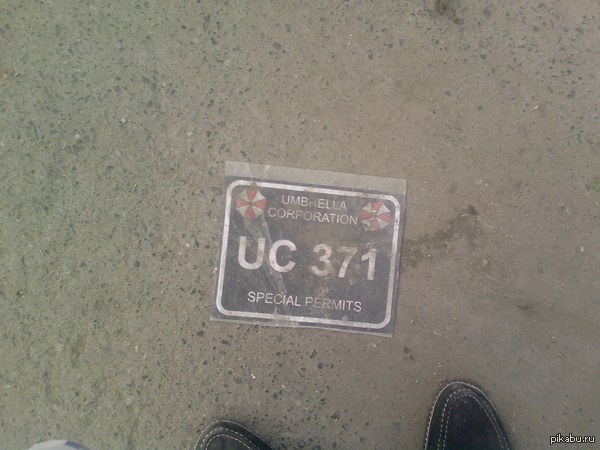 UMBRELLA
CORPORATION
UC 371
SPECIAL PERMITS
pikabu.ru